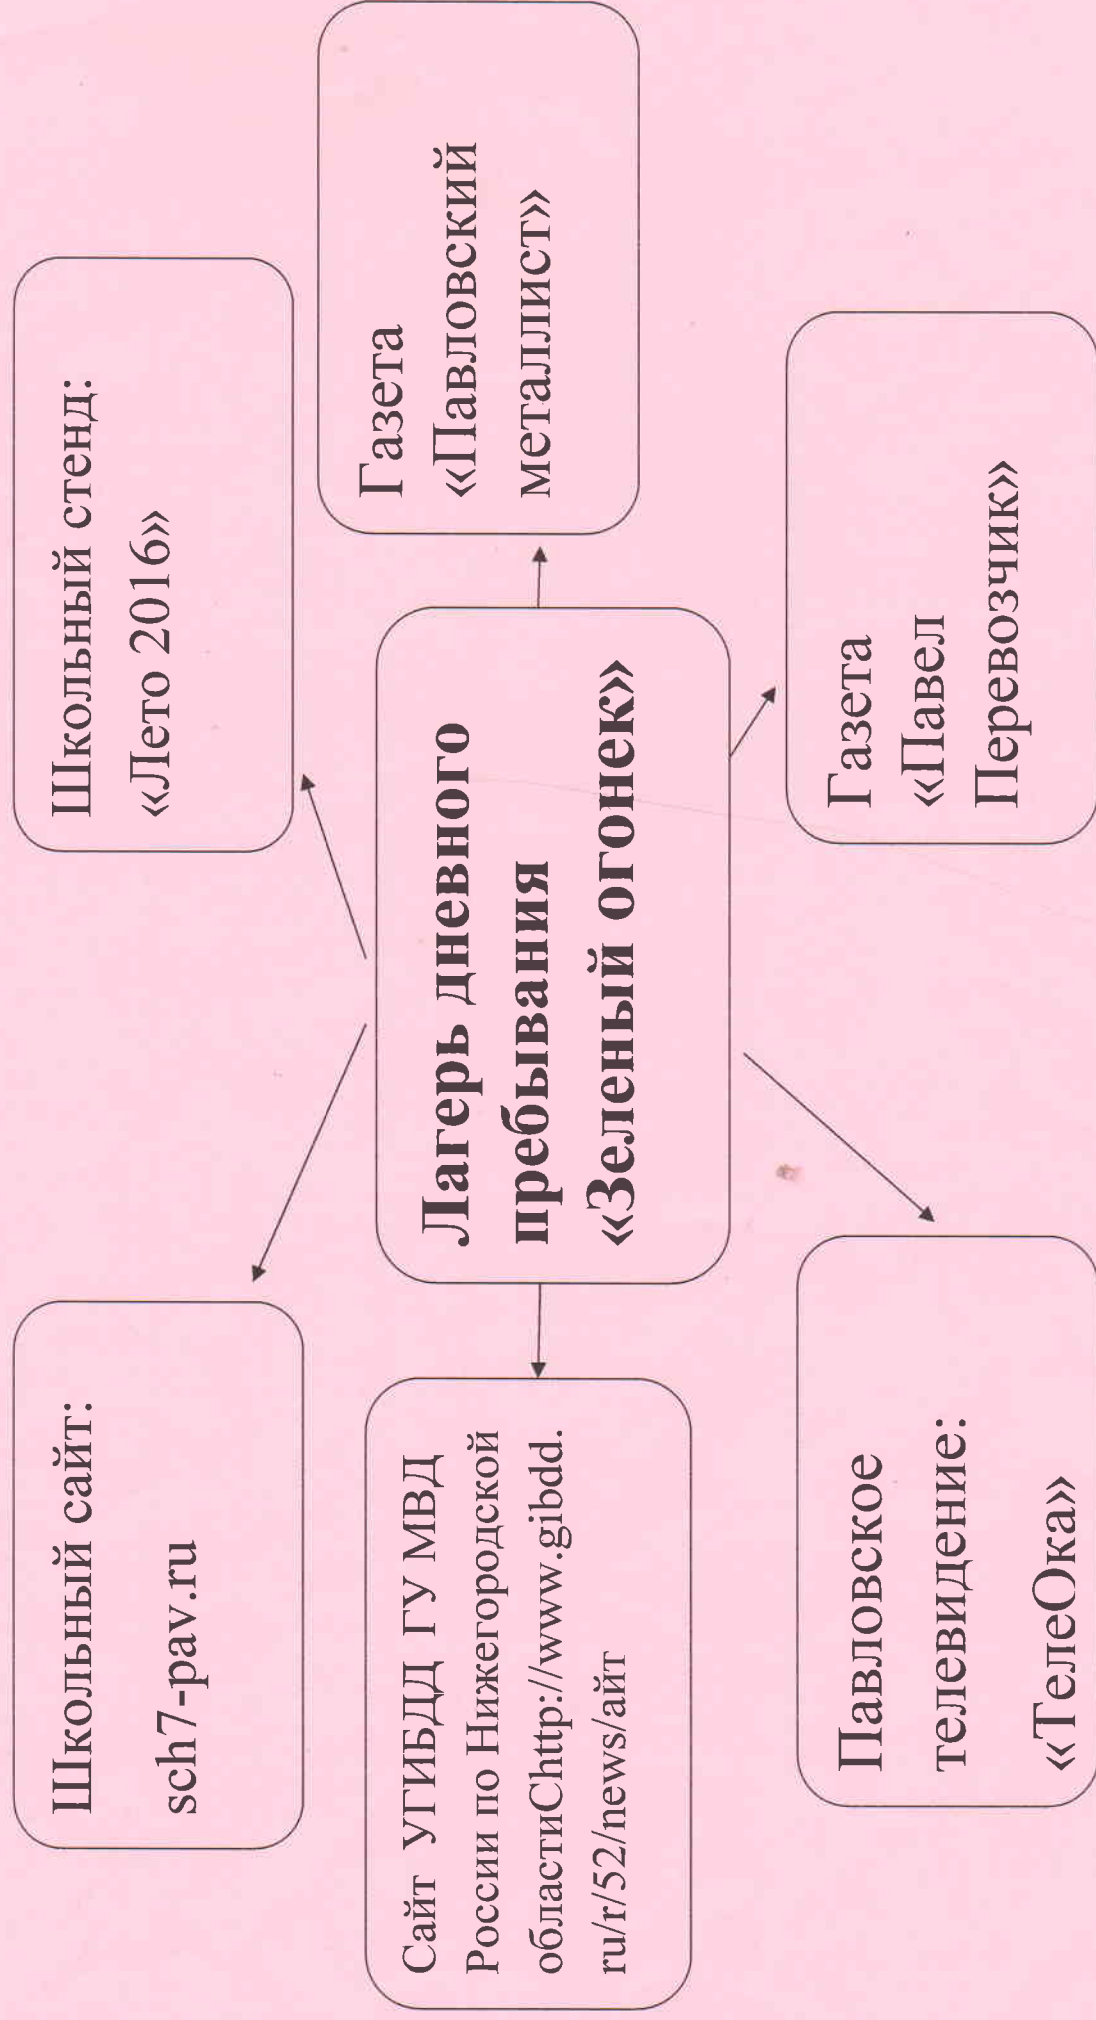 Школьный сайт:
sch7-pav.ru
Школьный стенд:
«Лето 2016»
Сайт УГИБДД ГУ МВД
России по Нижегородской
областиСhttp://www.gibdd.
ru/r/52/news/айт
Лагерь дневного
пребывания
«Зеленый огонек»
Газета
«Павловский
металлист»
Павловское
телевидение:
«ТелеОка»
Газета
«Павел
Перевозчик»